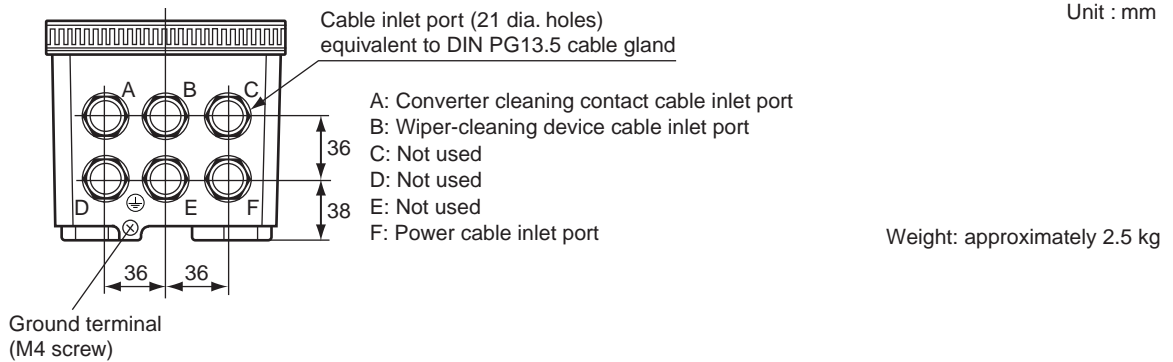 Unit : mm
Cable inlet port (21 dia. holes)
equivalent to DIN PG13.5 cable gland
A B C
A: Converter cleaning contact cable inlet port
B: Wiper-cleaning device cable inlet port
36
C: Not used
D: Not used
D E F
38
E: Not used
F: Power cable inlet port
Weight: approximately 2.5 kg
36 36
Ground terminal
(M4 screw)